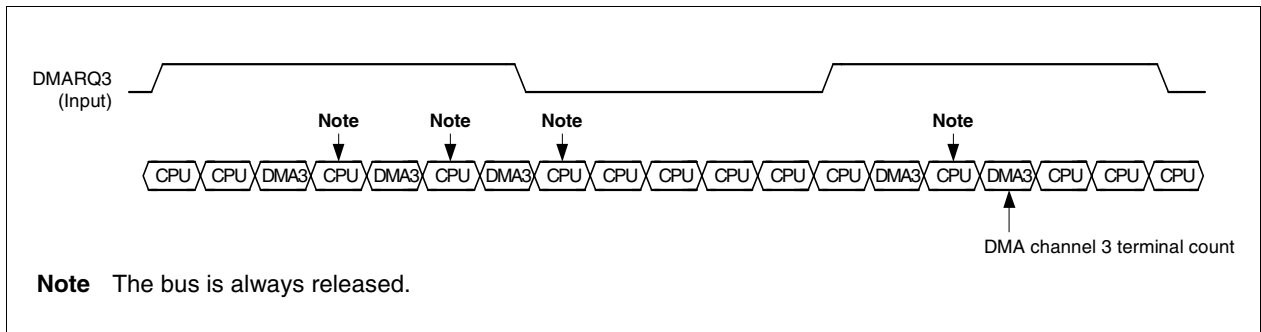 DMARQ3
(Input)
Note Note Note Note
CPU CPU DMA3 CPU DMA3 CPU DMA3 CPU CPU CPU CPU CPU CPU DMA3 CPU DMA3 CPU CPU CPU
DMA channel 3 terminal count
Note The bus is always released.